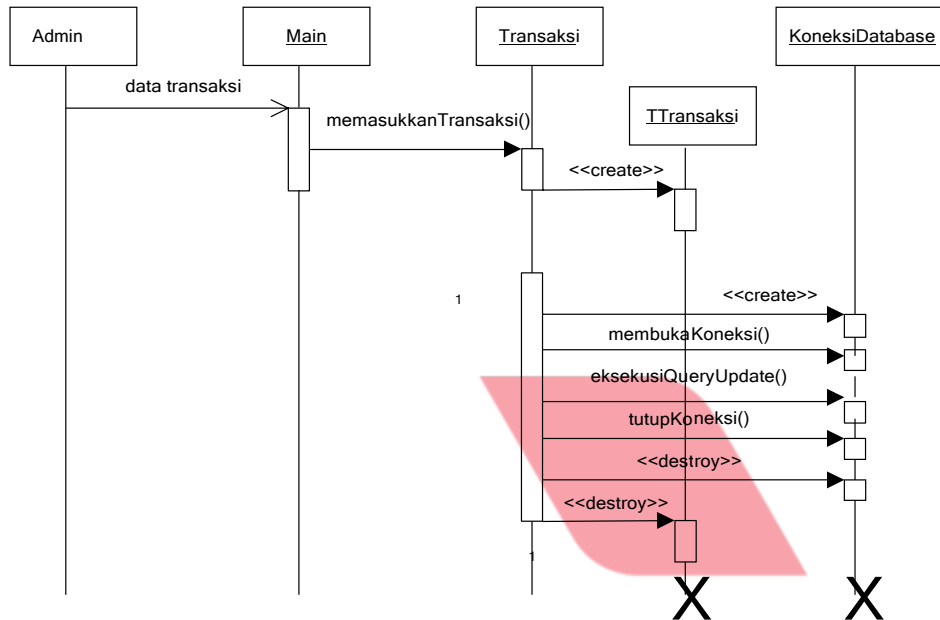 Admin
Main
Transaksi
KoneksiDatabase
data transaksi
TTransaksi
memasukkanTransaksi()
<<create>>
<<create>>
1
membukaKoneksi()
eksekusiQueryUpdate()
tutupKoneksi()
<<destroy>>
<<destroy>>
1
X X